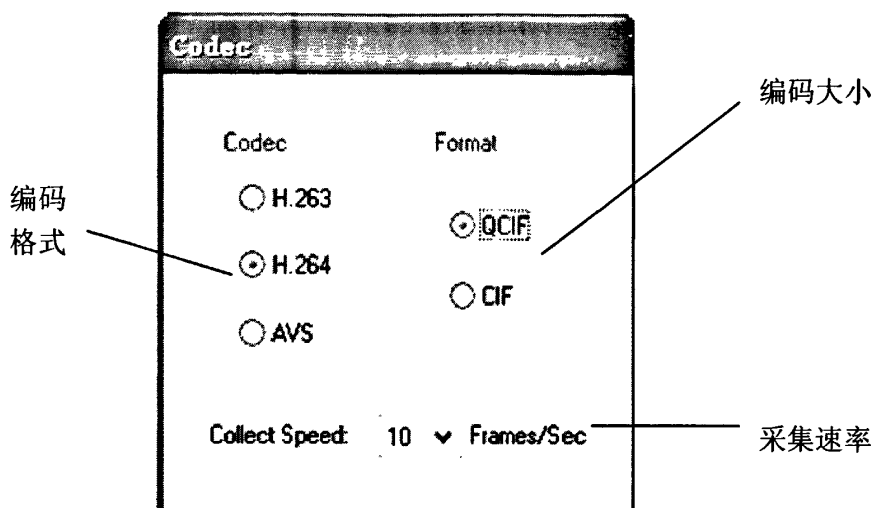 Codec
编码大小
Codec
Format
H.263
编码
格式
QCIF
H.264
CIF
AVS
Collect Speed: 10 Frames/Sec
采集速率